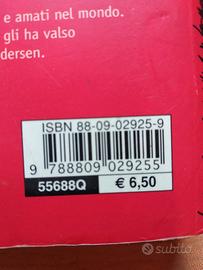 e e amati nel mondo.
gli ha valso
dersen.
ISBN 88-09-02925-9
9 788809 029255
55688Q
€ 6,50
subito